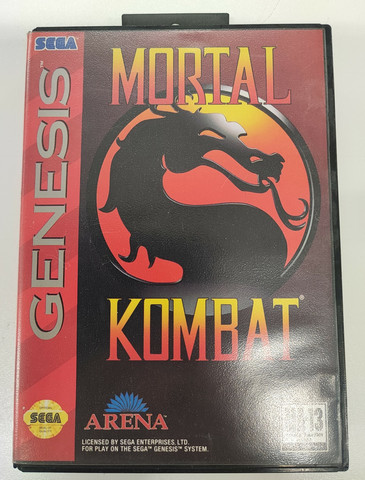 SEGA
GENESIS
MORTAL
KOMBAT
SEGA
ARENA
LICENSED BY SEGA ENTERPRISES, LTD.
FOR PLAY ON THE SEGA™ GENESIS™ SYSTEM.
MA-13